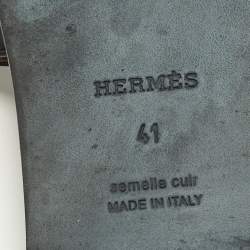 HERMÈS
41
semelle cuir
MADE IN ITALY